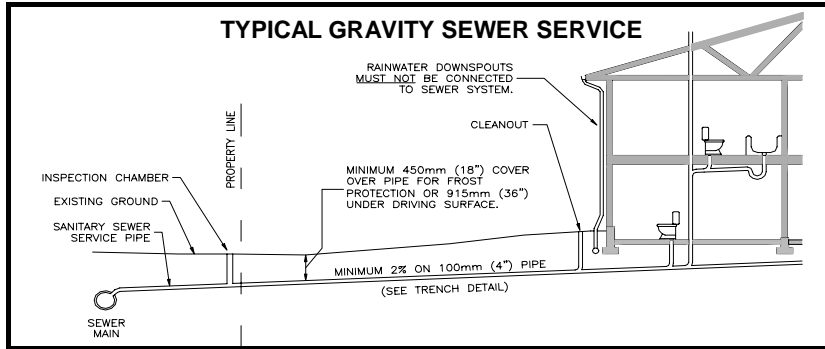 TYPICAL GRAVITY SEWER SERVICE
RAINWATER DOWNSPOUTS
MUST NOT BE CONNECTED
TO SEWER SYSTEM.
CLEANOUT
PROPERTY LINE
MINIMUM 450mm (18") COVER
OVER PIPE FOR FROST
PROTECTION OR 915mm (36")
UNDER DRIVING SURFACE.
INSPECTION CHAMBER
EXISTING GROUND
SANITARY SEWER
SERVICE PIPE
MINIMUM 2% ON 100mm (4") PIPE
(SEE TRENCH DETAIL)
SEWER
MAIN